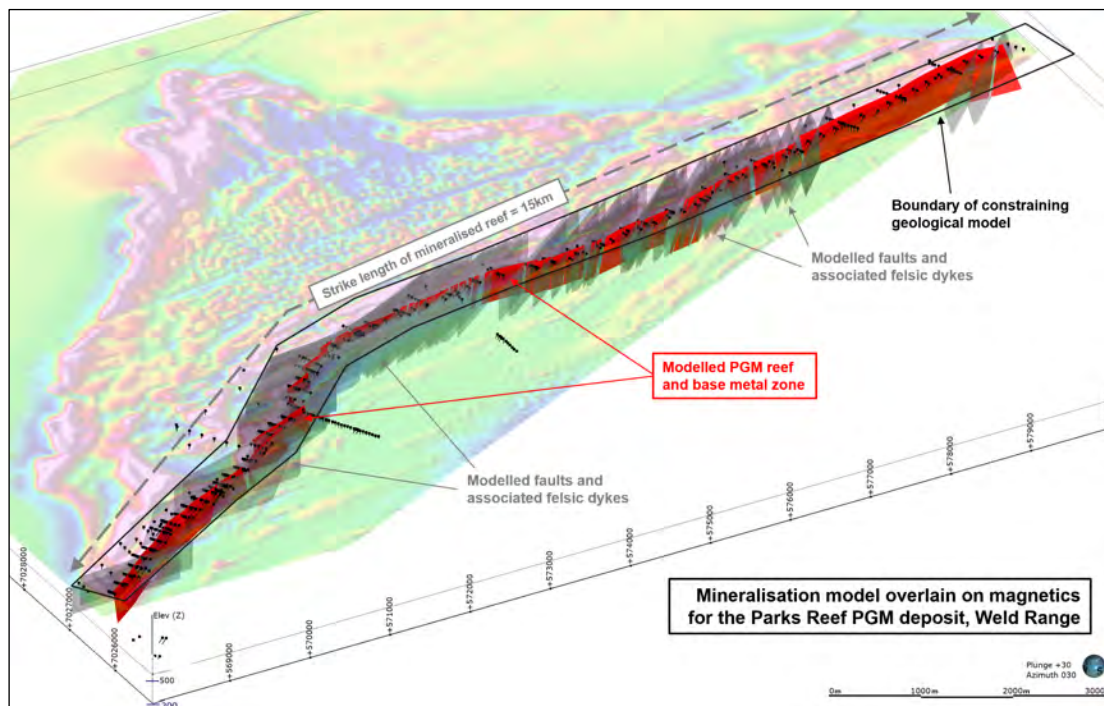 Strike length of mineralised reef = 15km
Boundary of constraining
geological model
Modelled faults and
associated felsic dykes
Modelled PGM reef
and base metal zone
Modelled faults and
associated felsic dykes
+579000
+578000
+577000
+576000
+575000
+574000
+573000
+572000
+571000
+570000
+569000
+7028000
+7027000
+7026000
Elev (Z)
500
Mineralisation model overlain on magnetics
for the Parks Reef PGM deposit, Weld Range
Plunge +30
Azimuth 030
0m 1000m 2000m 3000